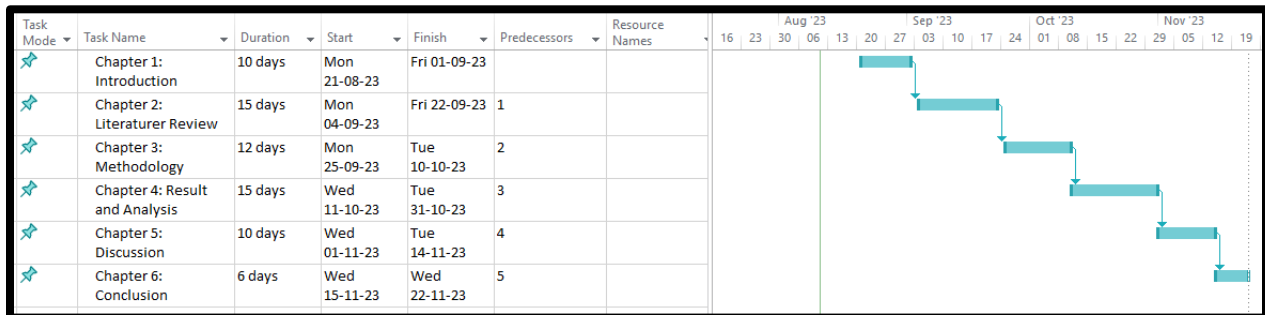 Task Mode Task Name Duration Start Finish Predecessors Resource Names
Aug '23 Sep '23 Oct '23 Nov '23
16 23 30 06 13 20 27 03 10 17 24 01 08 15 22 29 05 12 19
Chapter 1: Introduction 10 days Mon 21-08-23 Fri 01-09-23
Chapter 2: Literaturer Review 15 days Mon 04-09-23 Fri 22-09-23 1
Chapter 3: Methodology 12 days Mon 25-09-23 Tue 10-10-23 2
Chapter 4: Result and Analysis 15 days Wed 11-10-23 Tue 31-10-23 3
Chapter 5: Discussion 10 days Wed 01-11-23 Tue 14-11-23 4
Chapter 6: Conclusion 6 days Wed 15-11-23 Wed 22-11-23 5